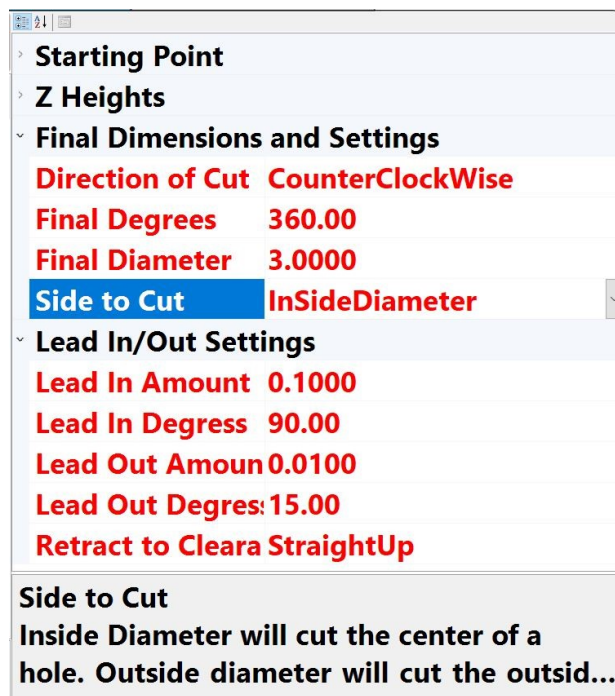 Starting Point
Z Heights
Final Dimensions and Settings
Direction of Cut CounterClockWise
Final Degrees 360.00
Final Diameter 3.0000
Side to Cut InSideDiameter
Lead In/Out Settings
Lead In Amount 0.1000
Lead In Degress 90.00
Lead Out Amoun 0.0100
Lead Out Degres 15.00
Retract to Cleara StraightUp
Side to Cut
Inside Diameter will cut the center of a
hole. Outside diameter will cut the outsid...